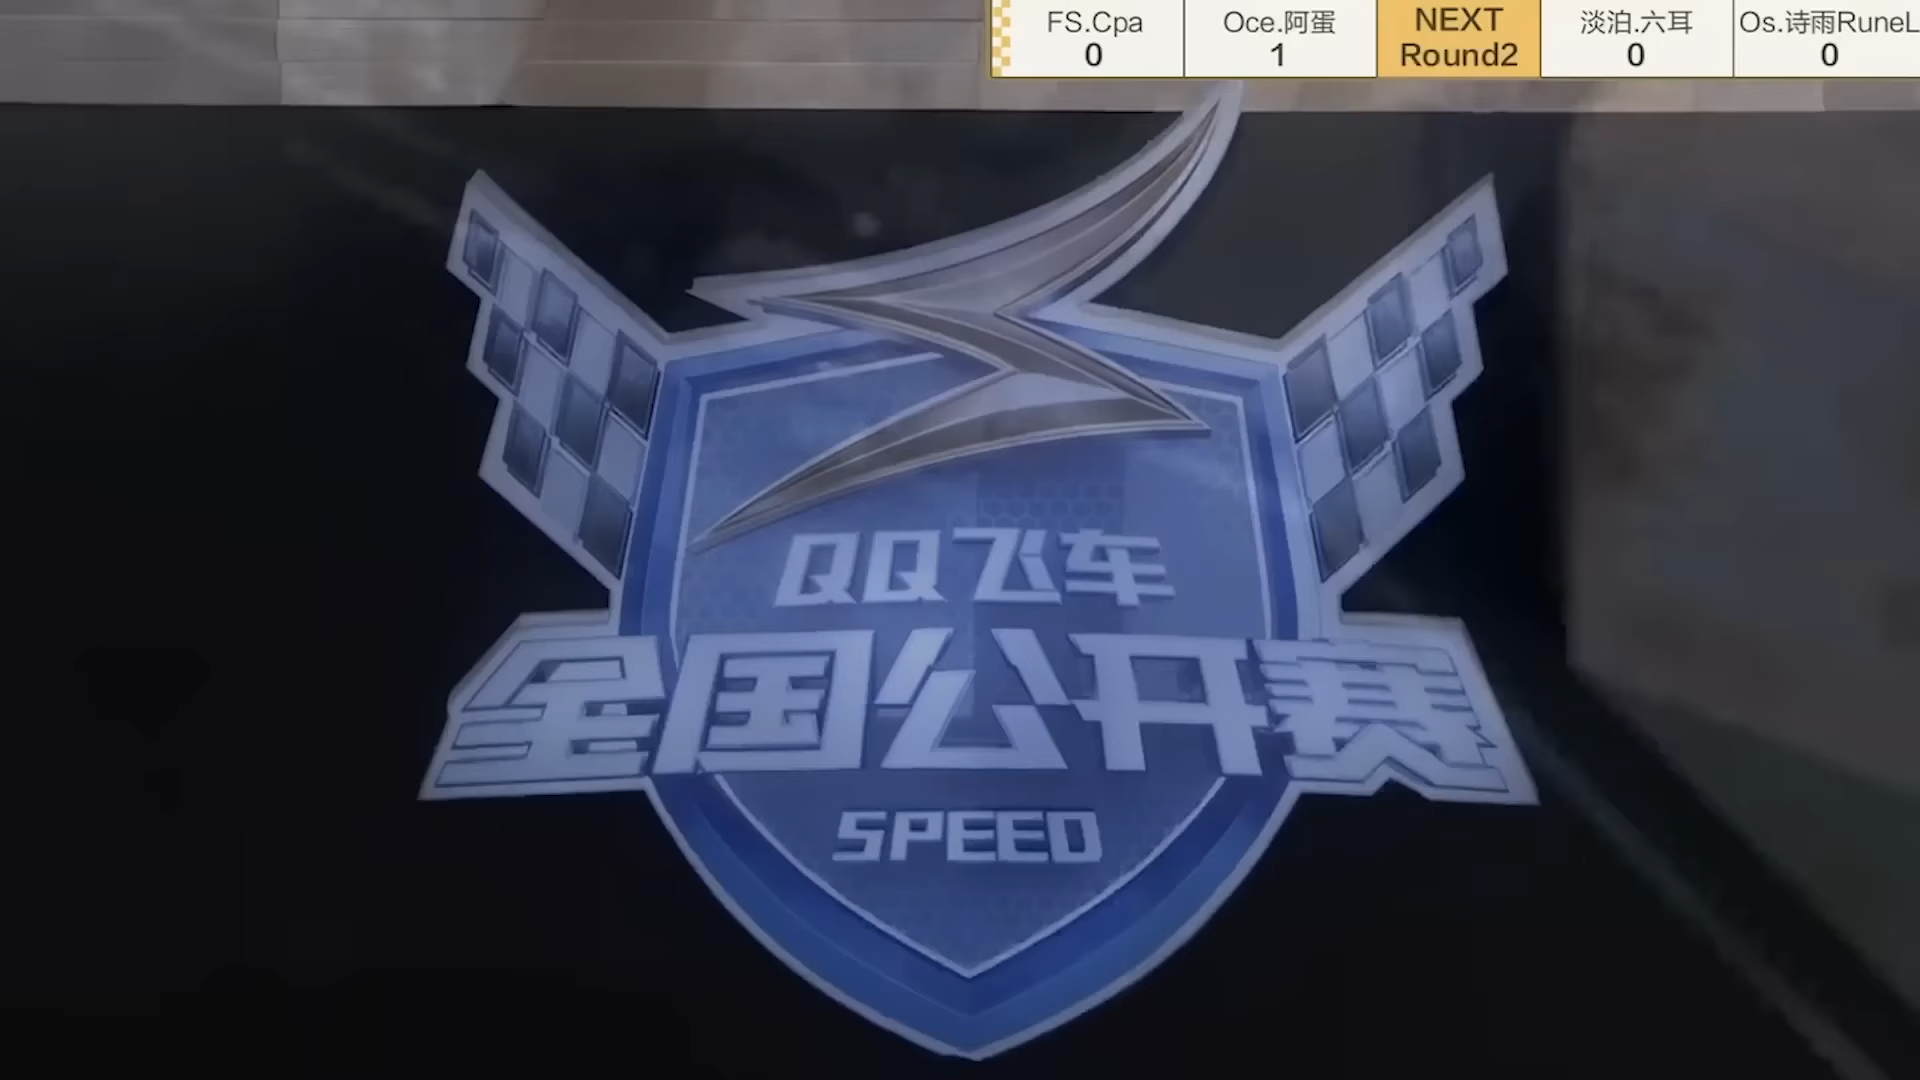 FS.Cpa
0
Oce.阿蛋
1
NEXT
Round2
淡泊.六耳
0
Os.诗雨RuneL
0
QQ飞车
全国公开赛
SPEED